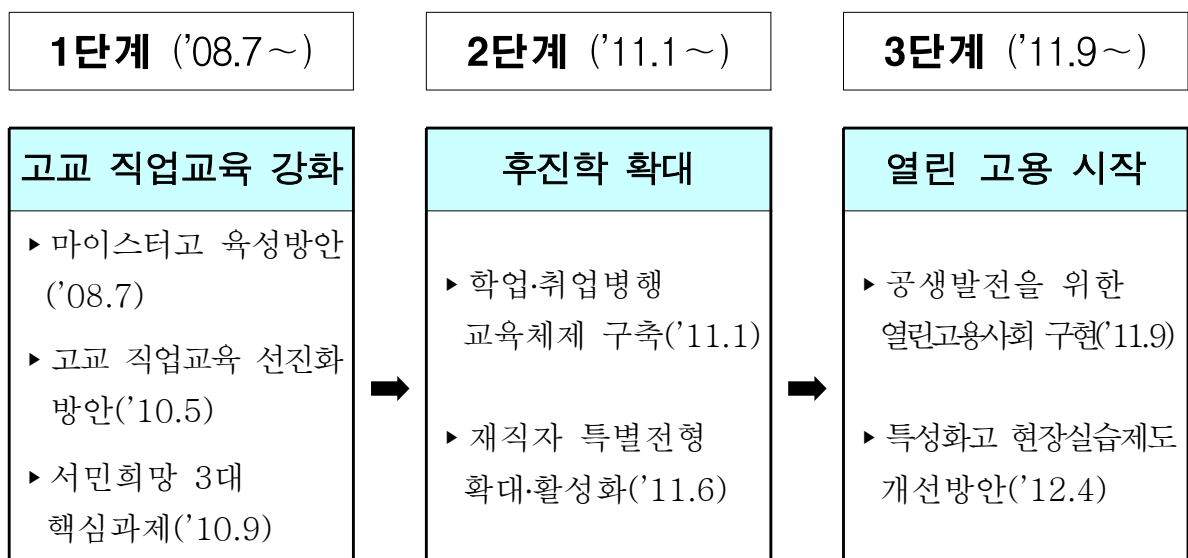 1단계 (’08.7～)
고교 직업교육 강화
▸마이스터고 육성방안
(’08.7)
▸고교 직업교육 선진화
방안(’10.5)
▸서민희망 3대
핵심과제(’10.9)
2단계 (’11.1～)
후진학 확대
▸학업·취업병행
교육체제 구축(’11.1)
▸재직자 특별전형
확대·활성화(’11.6)
3단계 (’11.9～)
열린 고용 시작
▸공생발전을 위한
열린고용사회 구현(’11.9)
▸특성화고 현장실습제도
개선방안(’12.4)